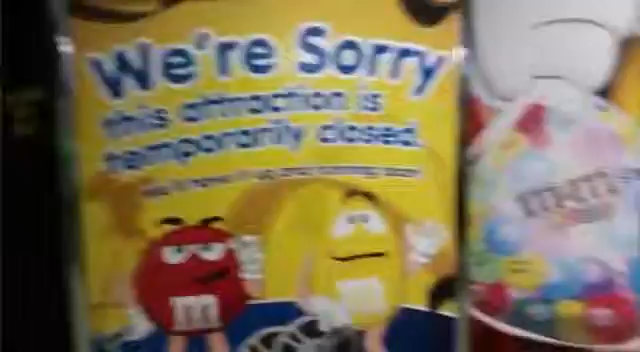 We're Sorry
this attraction is
temporarily closed.
m
m&m's